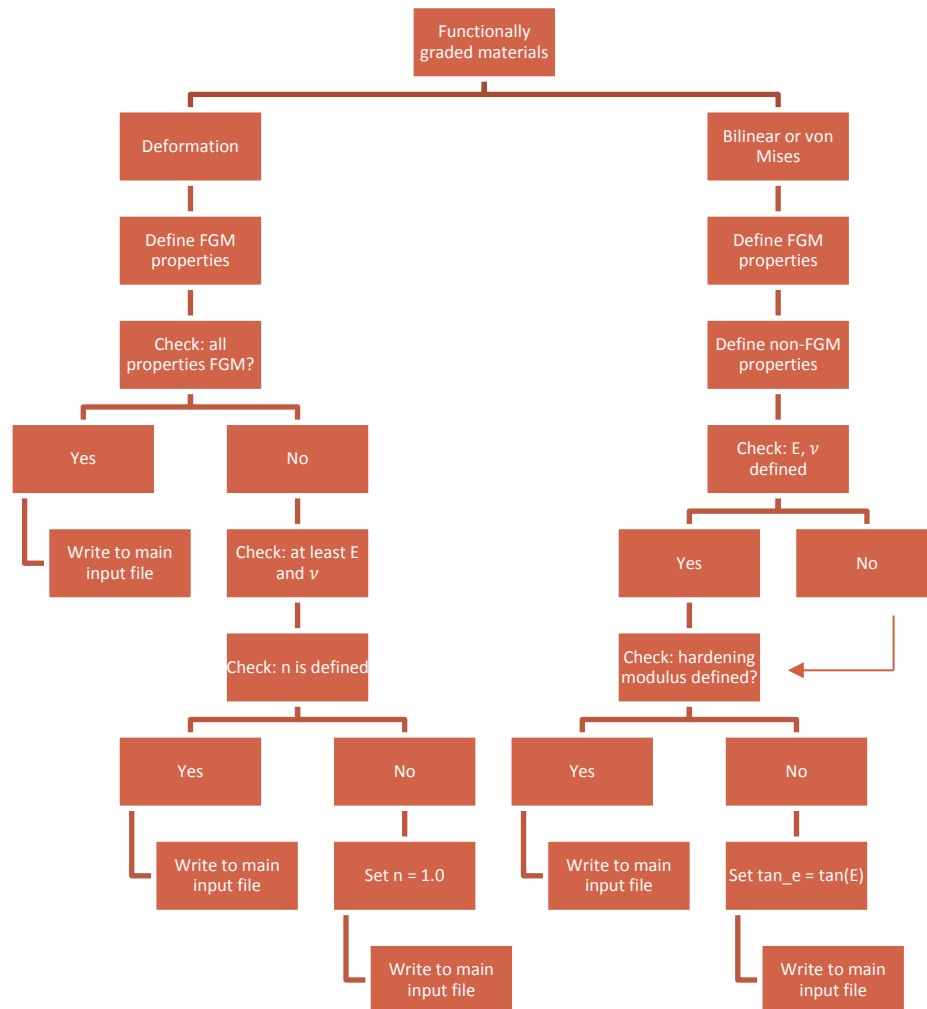 Functionally
graded materials
Deformation
Bilinear or von
Mises
Define FGM
properties
Define FGM
properties
Check: all
properties FGM?
Define non-FGM
properties
Yes
No
Check: E, ν
defined
Write to main
input file
Check: at least E
and ν
Yes
No
Check: n is defined
Check: hardening
modulus defined?
Yes
No
Yes
No
Write to main
input file
Set n = 1.0
Write to main
input file
Set tan_e = tan(E)
Write to main
input file
Write to main
input file